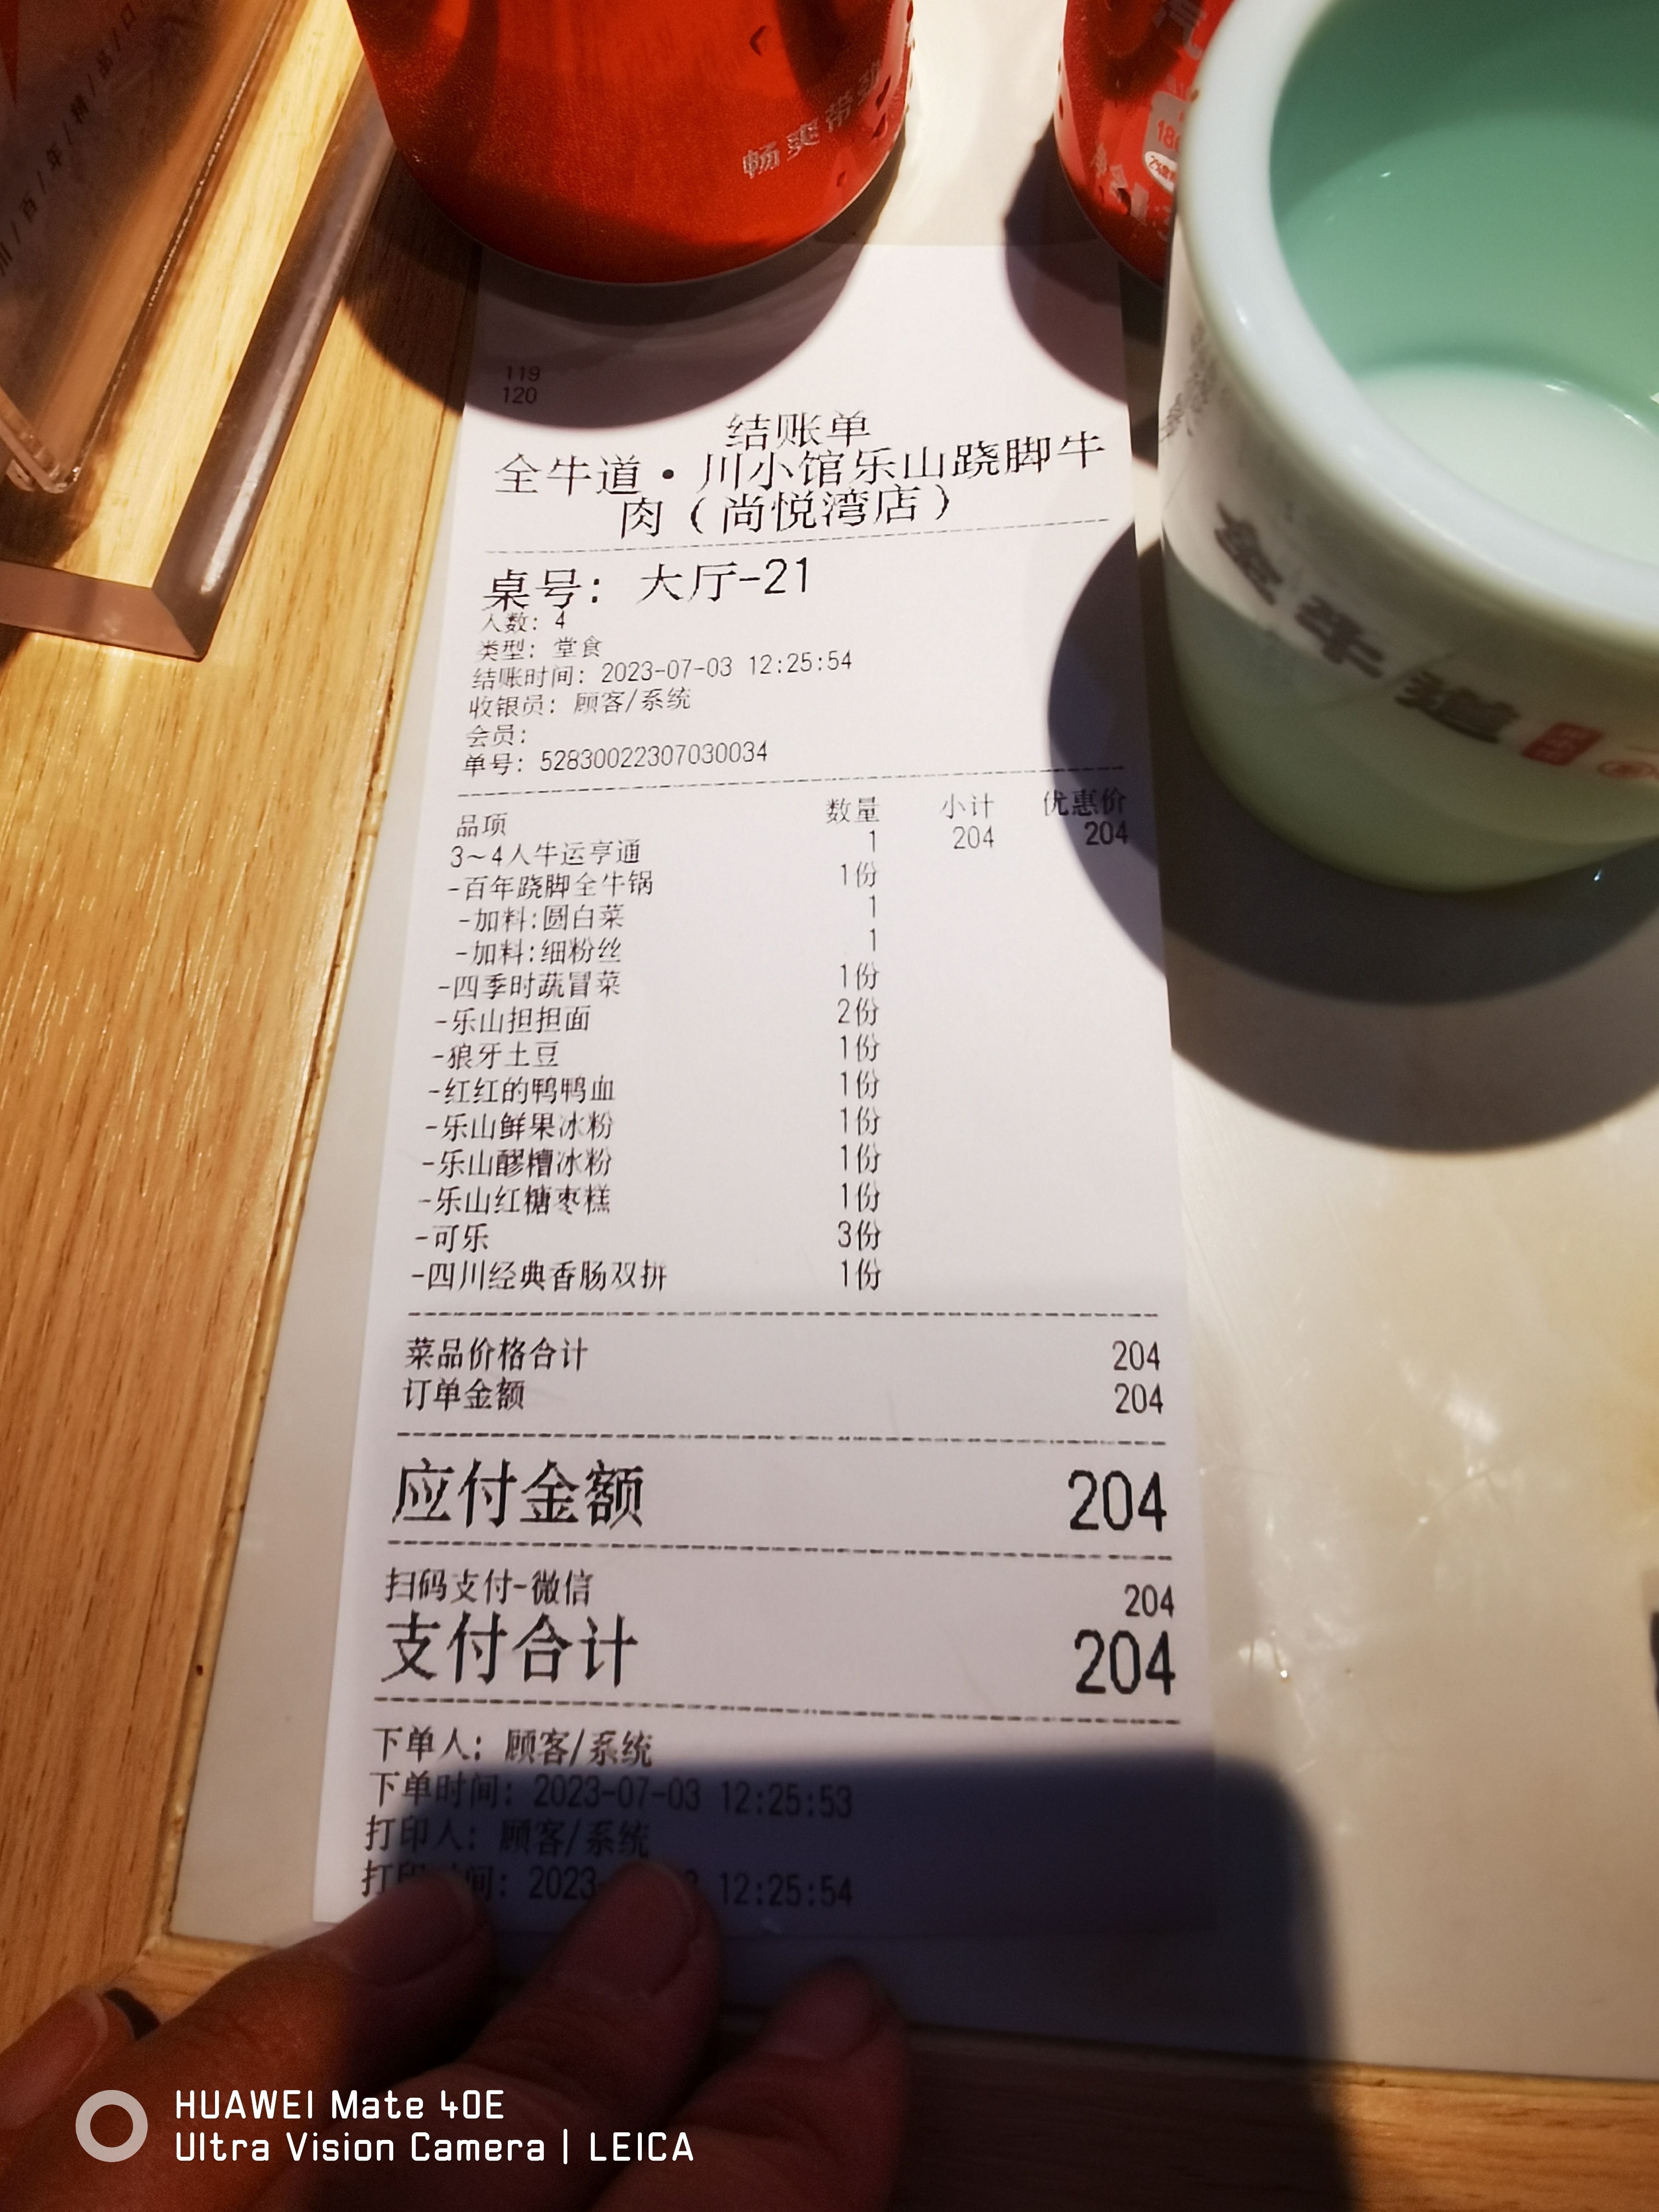 畅爽带劲
119
120
结账单
全牛道·川小馆乐山跷脚牛
肉（尚悦湾店）
桌号： 大厅-21
人数：4
类型：堂食
结账时间：2023-07-03 12:25:54
收银员：顾客/系统
会员：
单号：52830022307030034
品项 数量 小计 优惠价
3~4人牛运亨通 1 204 204
-百年跷脚全牛锅 1份
-加料:圆白菜 1
-加料:细粉丝 1
-四季时蔬冒菜 1份
-乐山担担面 2份
-狼牙土豆 1份
-红红的鸭鸭血 1份
-乐山鲜果冰粉 1份
-乐山醪糟冰粉 1份
-乐山红糖枣糕 1份
-可乐 3份
-四川经典香肠双拼 1份
菜品价格合计 204
订单金额 204
应付金额 204
扫码支付-微信 204
支付合计 204
下单人：顾客/系统
下单时间：2023-07-03 12:25:53
打印人：顾客/系统
打印时间：2023- 3 12:25:54
全牛道
HUAWEI Mate 40E
Ultra Vision Camera | LEICA